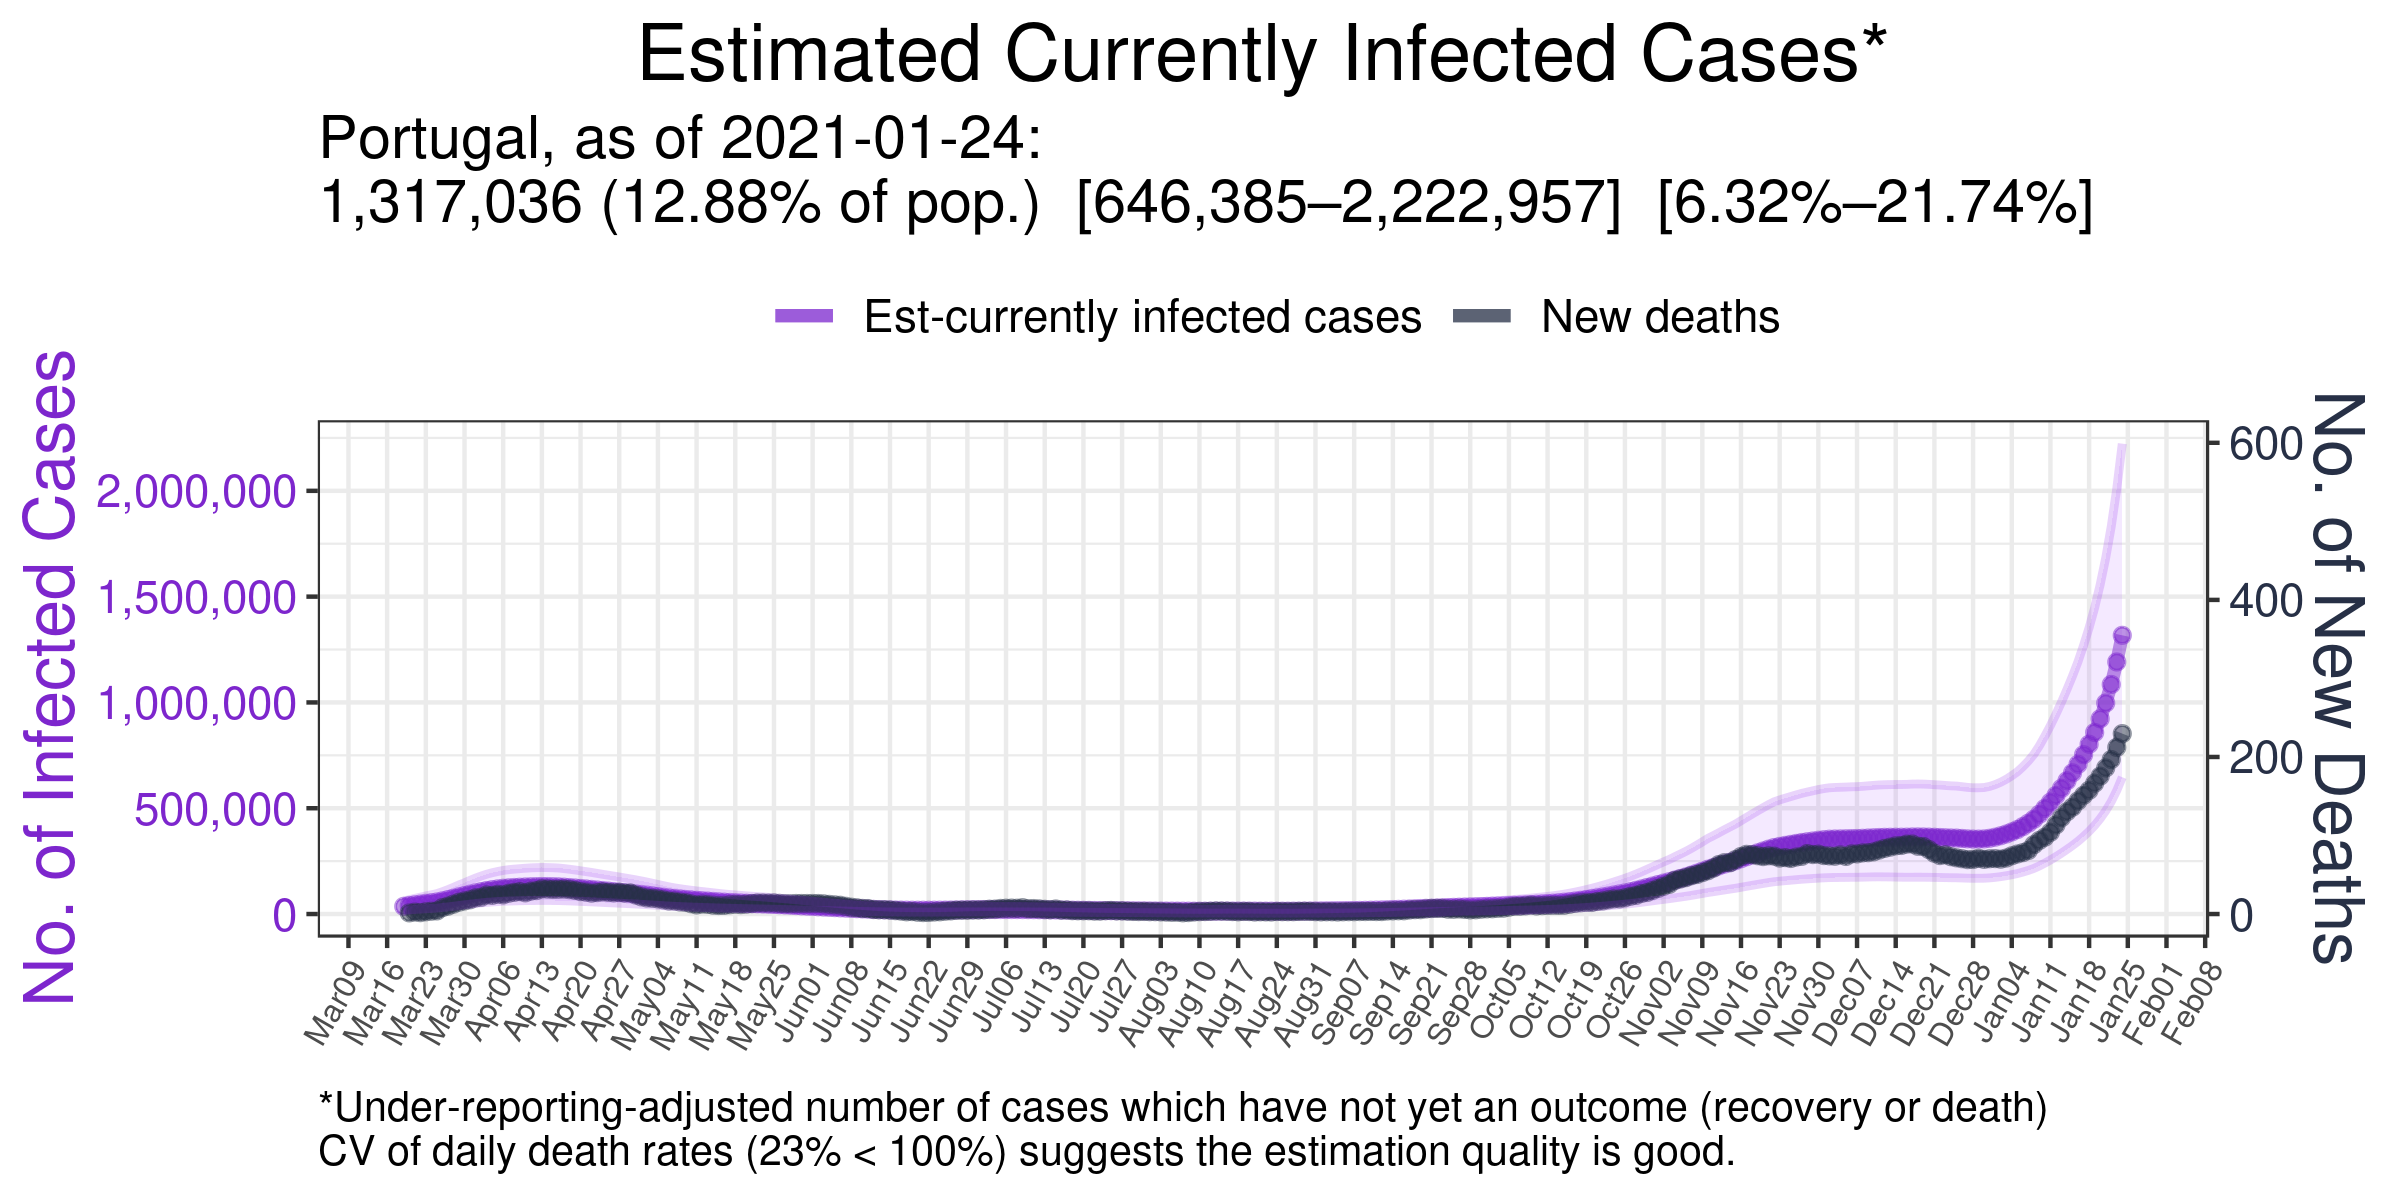 Estimated Currently Infected Cases*
Portugal, as of 2021-01-24:
1,317,036 (12.88% of pop.) [646,385–2,222,957] [6.32%–21.74%]
Est-currently infected cases
New deaths
No. of Infected Cases
2,000,000
1,500,000
1,000,000
500,000
0
600
400
200
0
No. of New Deaths
Mar09
Mar16
Mar23
Mar30
Apr06
Apr13
Apr20
Apr27
May04
May11
May18
May25
Jun01
Jun08
Jun15
Jun22
Jun29
Jul06
Jul13
Jul20
Jul27
Aug03
Aug10
Aug17
Aug24
Aug31
Sep07
Sep14
Sep21
Sep28
Oct05
Oct12
Oct19
Oct26
Nov02
Nov09
Nov16
Nov23
Nov30
Dec07
Dec14
Dec21
Dec28
Jan04
Jan11
Jan18
Jan25
Feb01
Feb08
*Under-reporting-adjusted number of cases which have not yet an outcome (recovery or death)
CV of daily death rates (23% < 100%) suggests the estimation quality is good.